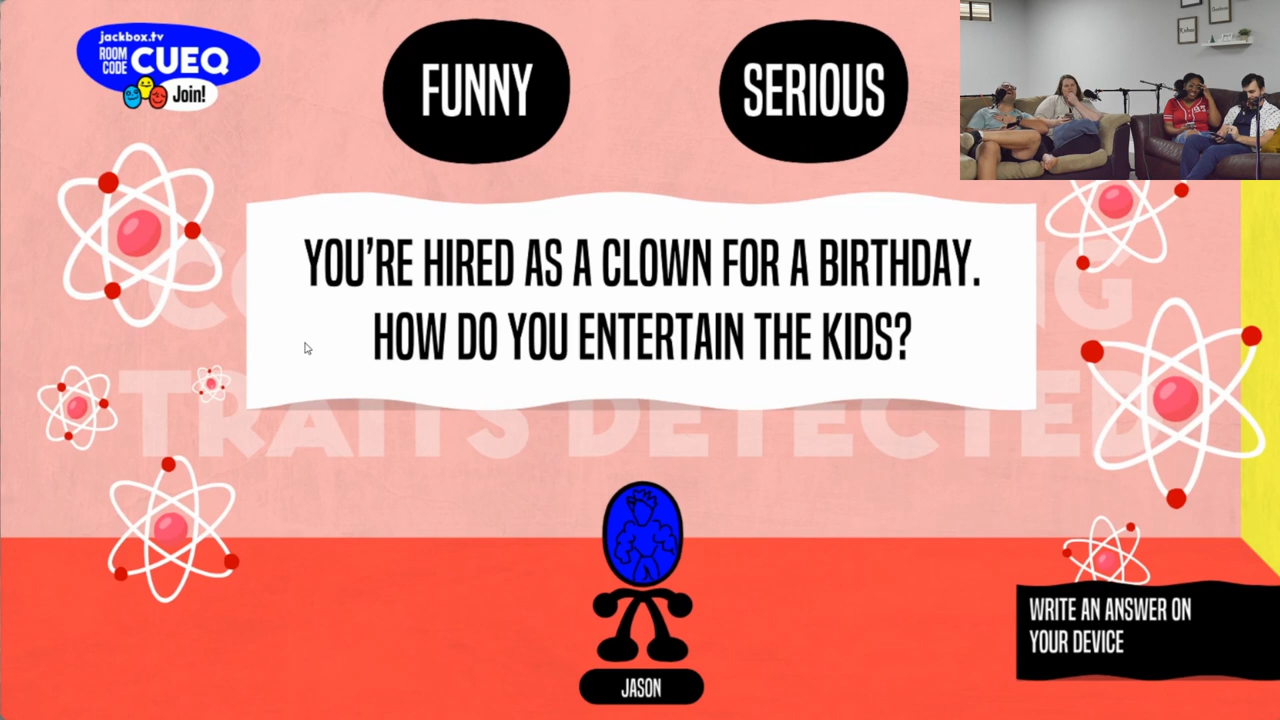 jackbox.tv
ROOM
CODE
CUEQ
Join!
FUNNY
SERIOUS
YOU'RE HIRED AS A CLOWN FOR A BIRTHDAY.
HOW DO YOU ENTERTAIN THE KIDS?
TRAITS DETECTED
JASON
WRITE AN ANSWER ON
YOUR DEVICE